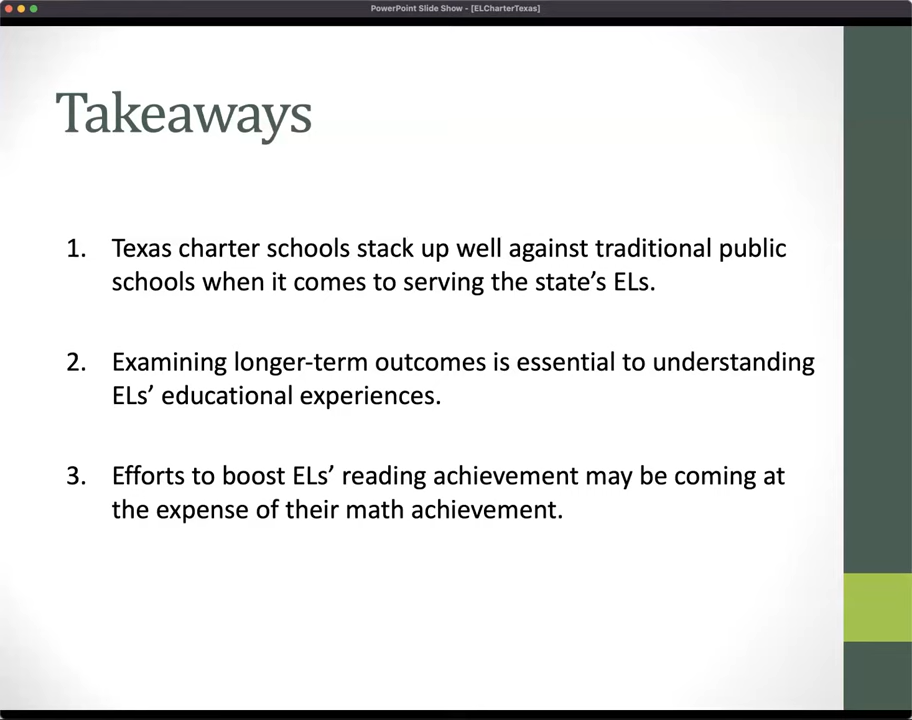 PowerPoint Slide Show - [ELCharterTexas]
Takeaways
1. Texas charter schools stack up well against traditional public
schools when it comes to serving the state’s ELs.
2. Examining longer-term outcomes is essential to understanding
ELs’ educational experiences.
3. Efforts to boost ELs’ reading achievement may be coming at
the expense of their math achievement.